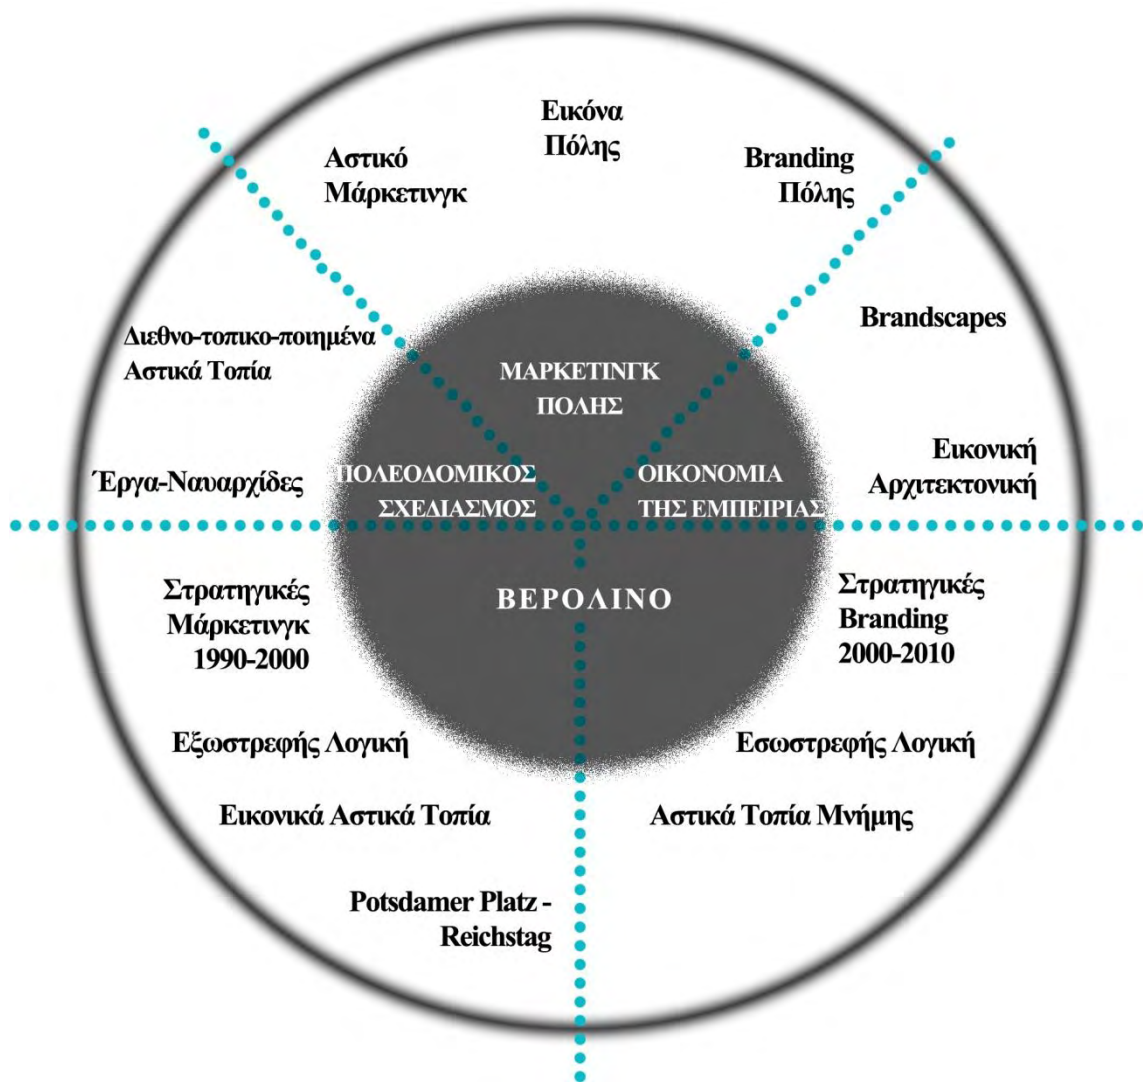 Εικόνα
Πόλης
Αστικό
Μάρκετινγκ
Branding
Πόλης
Διεθνο-τοπικο-ποιημένα
Αστικά Τοπία
Brandscapes
ΜΑΡΚΕΤΙΝΓΚ
ΠΟΛΗΣ
Έργα-Ναυαρχίδες
ΠΟΛΕΟΔΟΜΙΚΟΣ
ΣΧΕΔΙΑΣΜΟΣ
ΟΙΚΟΝΟΜΙΑ
ΤΗΣ ΕΜΠΕΙΡΙΑΣ
Εικονική
Αρχιτεκτονική
Στρατηγικές
Μάρκετινγκ
1990-2000
ΒΕΡΟΛΙΝΟ
Στρατηγικές
Branding
2000-2010
Εξωστρεφής Λογική
Εσωστρεφής Λογική
Εικονικά Αστικά Τοπία
Αστικά Τοπία Μνήμης
Potsdamer Platz -
Reichstag